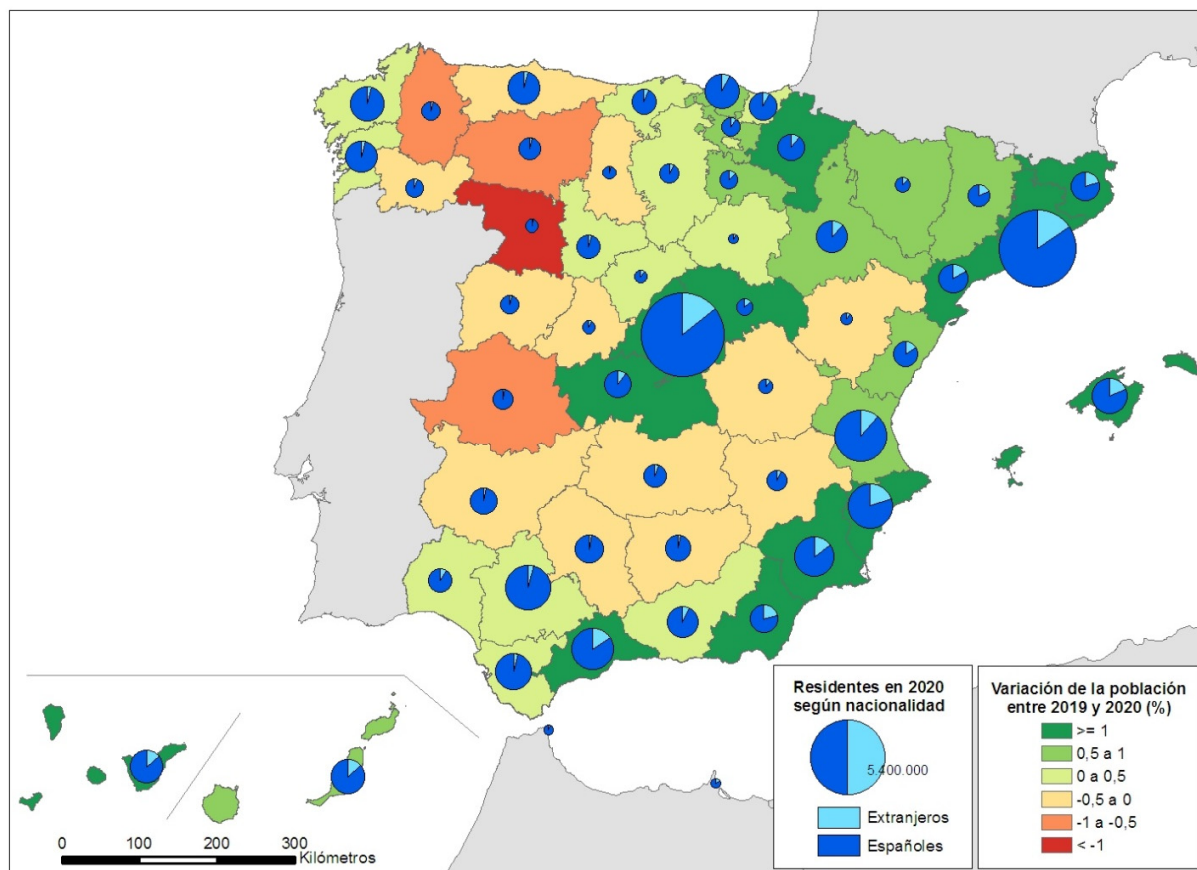 Residentes en 2020
según nacionalidad
5.400.000
Extranjeros
Españoles
Variación de la población
entre 2019 y 2020 (%)
>= 1
0,5 a 1
0 a 0,5
-0,5 a 0
-1 a -0,5
< -1
0 100 200 300
Kilómetros